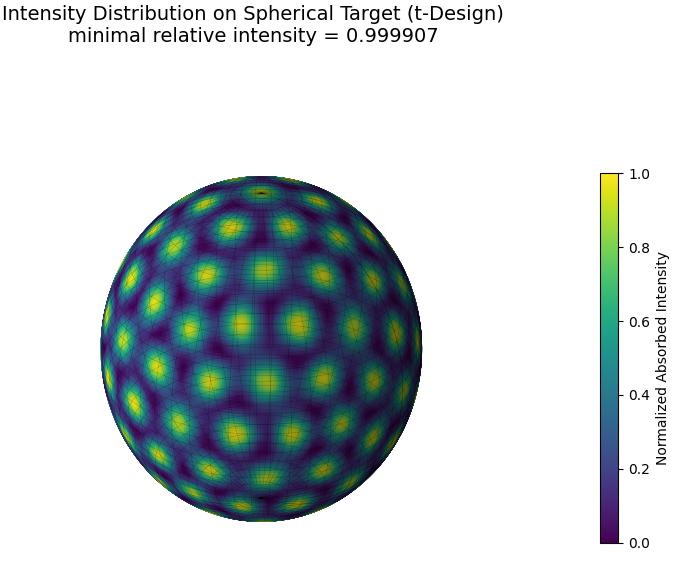 Intensity Distribution on Spherical Target (t-Design)
minimal relative intensity = 0.999907
1.0
0.8
0.6
0.4
0.2
0.0
Normalized Absorbed Intensity